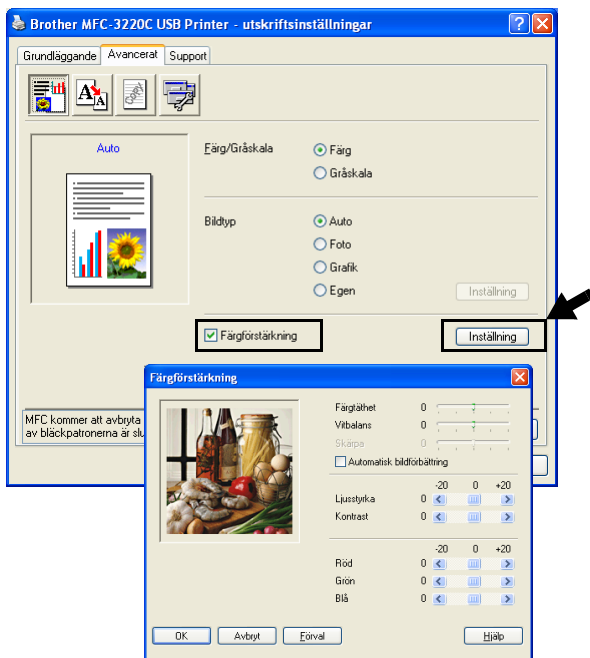 Brother MFC-3220C USB Printer - utskriftsinställningar
Grundläggande Avancerat Support
Auto
Färg/Gråskala
Färg
Gråskala
Bildtyp
Auto
Foto
Grafik
Egen
Inställning
Färgförstärkning
Inställning
MFC kommer att avbryta
av bläckpatronerna är slu
Färgförstärkning
Färgtäthet 0
Vitbalans 0
Skärpa 0
Automatisk bildförbättring
-20 0 +20
Ljusstyrka 0
Kontrast 0
-20 0 +20
Röd 0
Grön 0
Blå 0
OK Avbryt Förval Hjälp